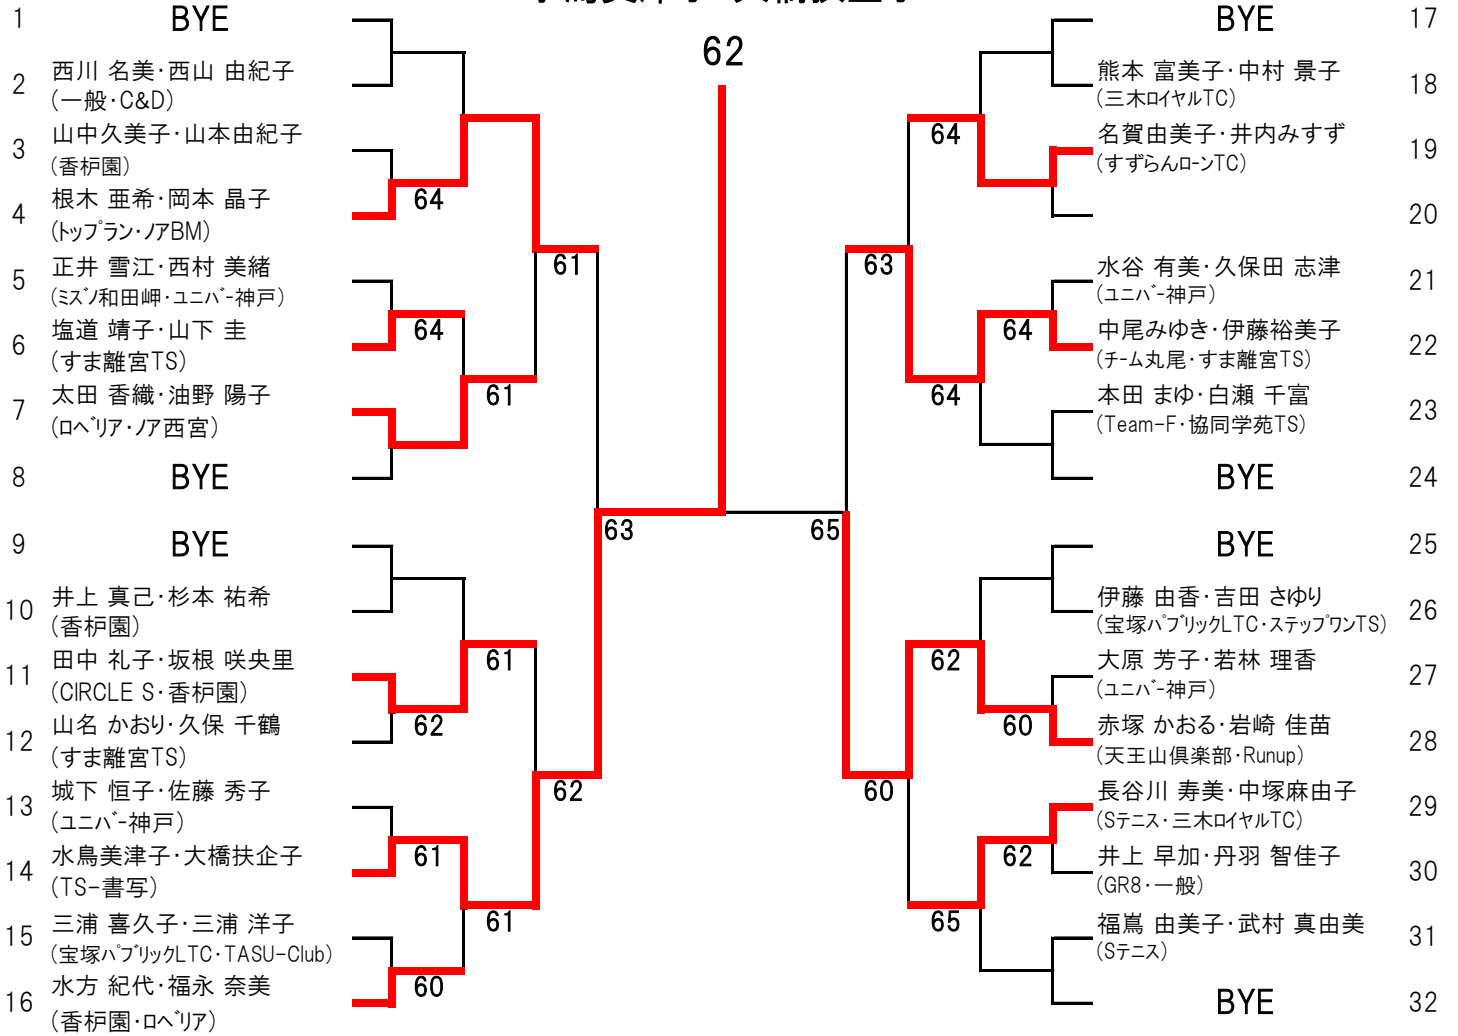 62
1 BYE
2 西川 名美・西山 由紀子
(一般・C&D)
3 山中久美子・山本由紀子
(香枦園)
4 根木 亜希・岡本 晶子
(トップラン・ノアBM)
64
5 正井 雪江・西村 美緒
(ミズノ和田岬・ユニバｰ神戸)
6 塩道 靖子・山下 圭
(すま離宮TS)
64
61
7 太田 香織・油野 陽子
(ロベリア・ノア西宮)
61
8 BYE
9 BYE
63
10 井上 真己・杉本 祐希
(香枦園)
11 田中 礼子・坂根 咲央里
(CIRCLE S・香枦園)
61
12 山名 かおり・久保 千鶴
(すま離宮TS)
62
13 城下 恒子・佐藤 秀子
(ユニバｰ神戸)
62
14 水鳥美津子・大橋扶企子
(TS-書写)
61
15 三浦 喜久子・三浦 洋子
(宝塚パブリックLTC・TASU-Club)
61
16 水方 紀代・福永 奈美
(香枦園・ロベリア)
60
BYE 17
熊本 富美子・中村 景子 18
(三木ロイヤルTC)
64
名賀由美子・井内みすず 19
(すずらんローンTC)
20
63
水谷 有美・久保田 志津 21
(ユニバｰ神戸)
64
中尾みゆき・伊藤裕美子 22
(チーム丸尾・すま離宮TS)
64
本田 まゆ・白瀬 千富 23
(Team-F・協同学苑TS)
BYE 24
65
BYE 25
伊藤 由香・吉田 さゆり 26
(宝塚パブリックLTC・ステップワンTS)
62
大原 芳子・若林 理香 27
(ユニバｰ神戸)
60
赤塚 かおる・岩崎 佳苗 28
(天王山倶楽部・Runup)
60
長谷川 寿美・中塚麻由子 29
(Sテニス・三木ロイヤルTC)
62
井上 早加・丹羽 智佳子 30
(GR8・一般)
65
福嶌 由美子・武村 真由美 31
(Sテニス)
BYE 32